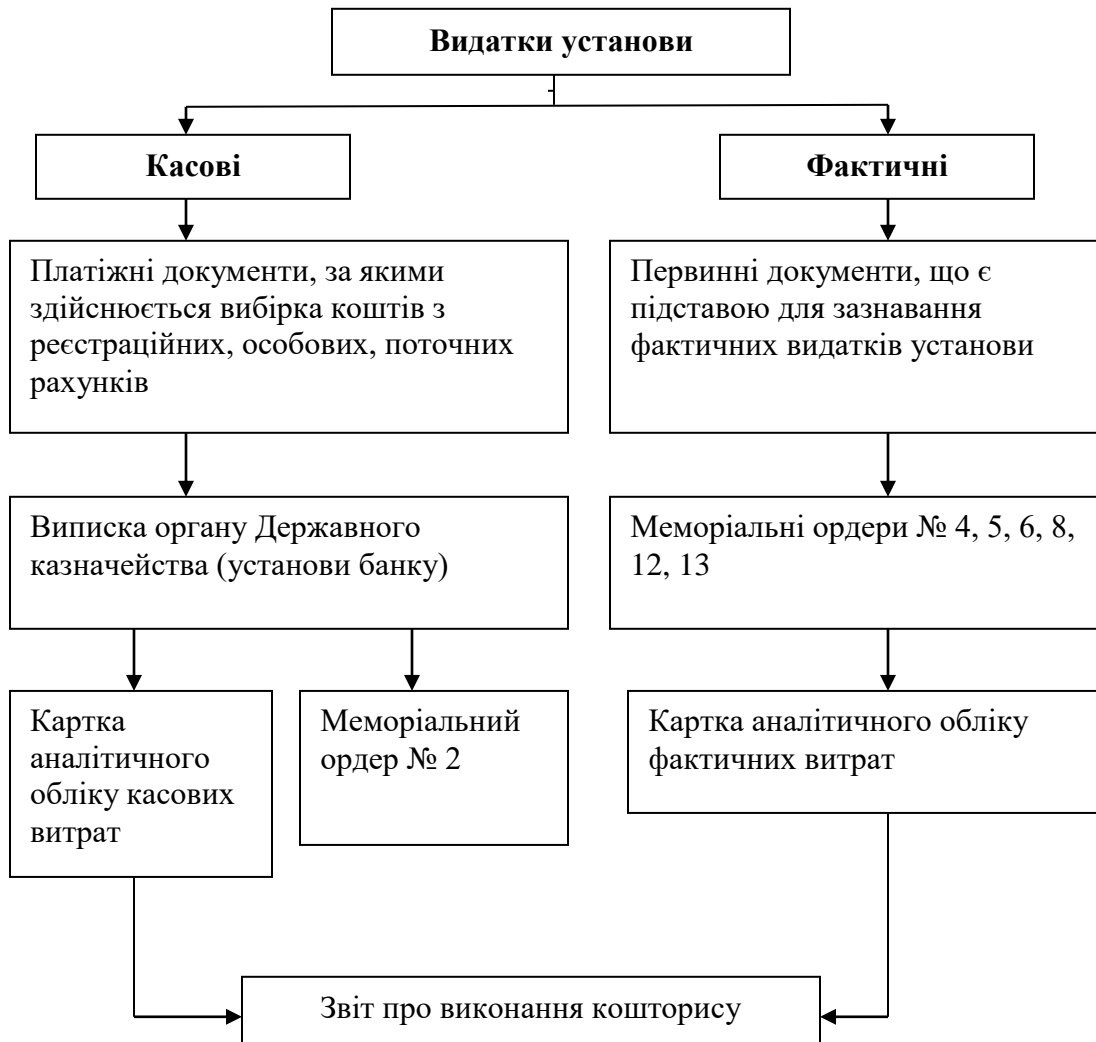 Видатки установи
Касові
Фактичні
Платіжні документи, за якими
здійснюється вибірка коштів з
реєстраційних, особових, поточних
рахунків
Первинні документи, що є
підставою для зазнавання
фактичних видатків установи
Виписка органу Державного
казначейства (установи банку)
Меморіальні ордери № 4, 5, 6, 8,
12, 13
Картка
аналітичного
обліку касових
витрат
Меморіальний
ордер № 2
Картка аналітичного обліку
фактичних витрат
Звіт про виконання кошторису